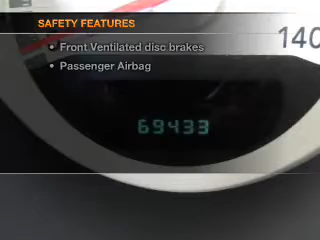 SAFETY FEATURES
140
• Front Ventilated disc brakes
• Passenger Airbag
69433